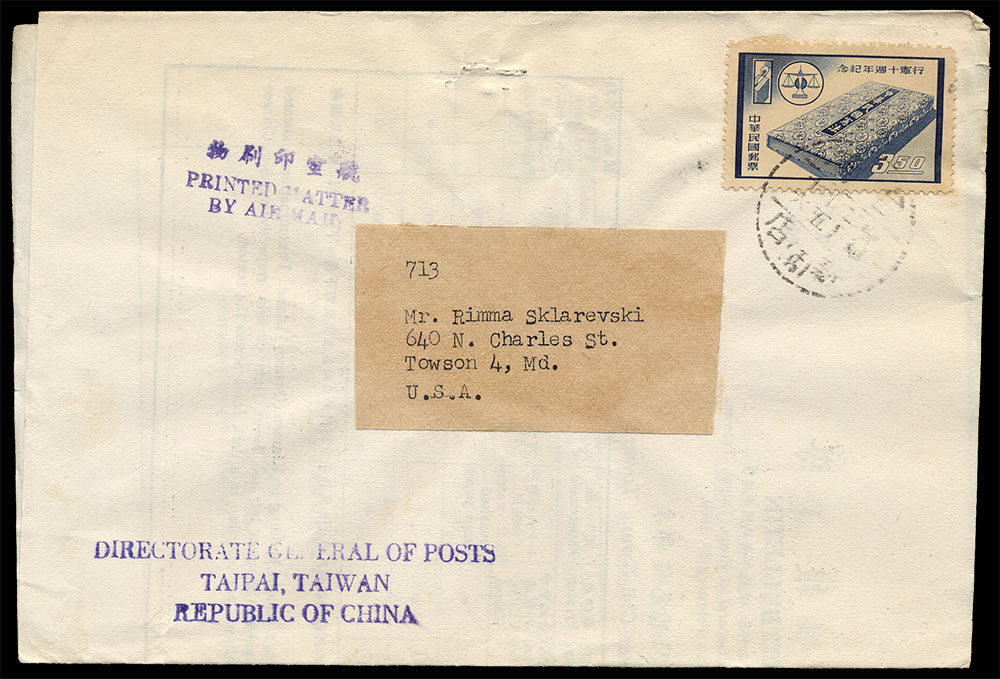 行憲十週年紀念
中華民國郵票
3 50
航空印刷物
PRINTED MATTER
BY AIR MAIL
713
Mr. Rimma Sklarevski
640 N. Charles St.
Towson 4, Md.
U.S.A.
DIRECTORATE GENERAL OF POSTS
TAIPAI, TAIWAN
REPUBLIC OF CHINA